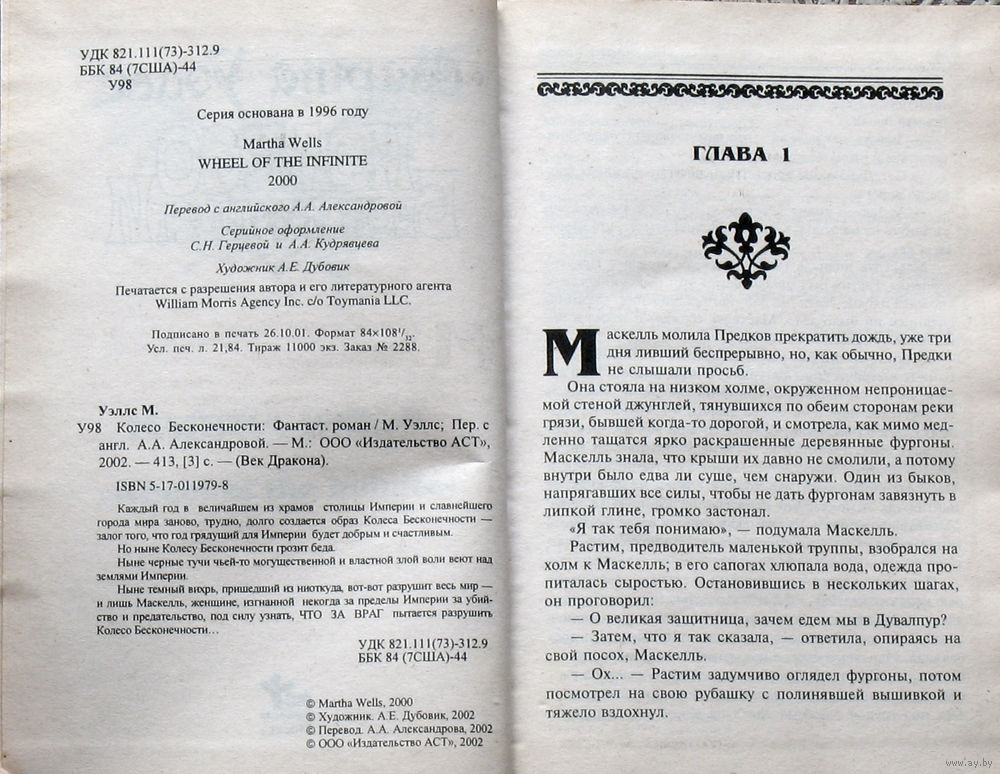 УДК 821.111(73)-312.9
ББК 84 (7США)-44
У98
Серия основана в 1996 году
Martha Wells
WHEEL OF THE INFINITE
2000
Перевод с английского А.А. Александровой
Серийное оформление
С.Н. Герцевой и А.А. Кудрявцева
Художник А.Е. Дубовик
Печатается с разрешения автора и его литературного агента
William Morris Agency Inc. c/o Toymania LLC.
Подписано в печать 26.10.01. Формат 84×108¹/₃₂.
Усл. печ. л. 21,84. Тираж 11000 экз. Заказ № 2288.
Уэллс М.
У98 Колесо Бесконечности: Фантаст. роман / М. Уэллс; Пер. с
англ. А.А. Александровой. — М.: ООО «Издательство АСТ»,
2002. — 413, [3] с. — (Век Дракона).
ISBN 5-17-011979-8
Каждый год в величайшем из храмов столицы Империи и славнейшего
города мира заново, трудно, долго создается образ Колеса Бесконечности —
залог того, что год грядущий для Империи будет добрым и счастливым.
Но ныне Колесу Бесконечности грозит беда.
Ныне черные тучи чьей-то могущественной и властной злой воли веют над
землями Империи.
Ныне темный вихрь, пришедший из ниоткуда, вот-вот разрушит весь мир —
и лишь Маскелль, женщине, изгнанной некогда за пределы Империи за убий-
ство и предательство, под силу узнать, ЧТО ЗА ВРАГ пытается разрушить
Колесо Бесконечности...
УДК 821.111(73)-312.9
ББК 84 (7США)-44
© Martha Wells, 2000
© Художник. А.Е. Дубовик, 2002
© Перевод. А.А. Александрова, 2002
© ООО «Издательство АСТ», 2002
ГЛАВА 1
Маскелль молила Предков прекратить дождь, уже три
дня ливший беспрерывно, но, как обычно, Предки
не слышали просьб.
Она стояла на низком холме, окруженном непроницае-
мой стеной джунглей, тянувшихся по обеим сторонам реки
грязи, бывшей когда-то дорогой, и смотрела, как мимо мед-
ленно тащатся ярко раскрашенные деревянные фургоны.
Маскелль знала, что крыши их давно не смолили, а потому
внутри было едва ли суше, чем снаружи. Один из быков,
напрягавших все силы, чтобы не дать фургонам завязнуть в
липкой глине, громко застонал.
«Я так тебя понимаю», — подумала Маскелль.
Растим, предводитель маленькой труппы, взобрался на
холм к Маскелль; в его сапогах хлюпала вода, одежда про-
питалась сыростью. Остановившись в нескольких шагах,
он проговорил:
— О великая защитница, зачем едем мы в Дувалпур?
— Затем, что я так сказала, — ответила, опираясь на
свой посох, Маскелль.
— Ох... — Растим задумчиво оглядел фургоны, потом
посмотрел на свою рубашку с полинявшей вышивкой и
тяжело вздохнул.
www.ay.by